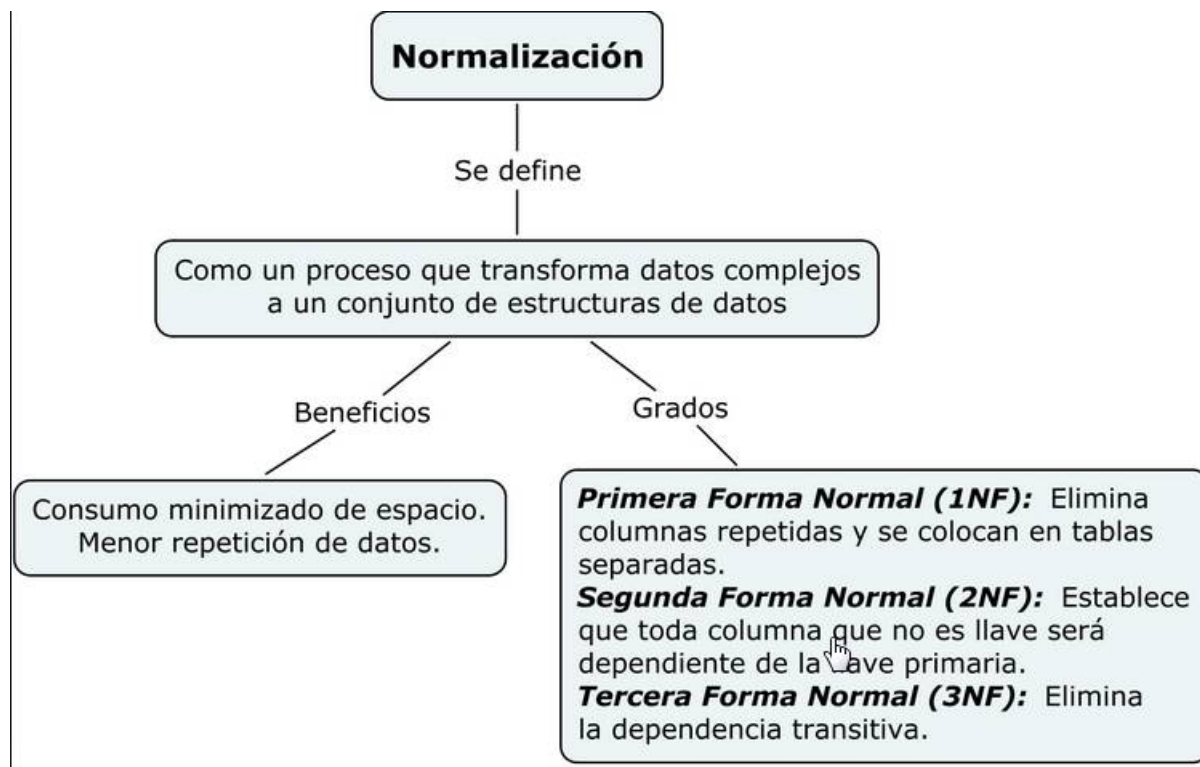 Normalización
Se define
Como un proceso que transforma datos complejos
a un conjunto de estructuras de datos
Beneficios
Grados
Consumo minimizado de espacio.
Menor repetición de datos.
Primera Forma Normal (1NF): Elimina
columnas repetidas y se colocan en tablas
separadas.
Segunda Forma Normal (2NF): Establece
que toda columna que no es llave será
dependiente de la llave primaria.
Tercera Forma Normal (3NF): Elimina
la dependencia transitiva.